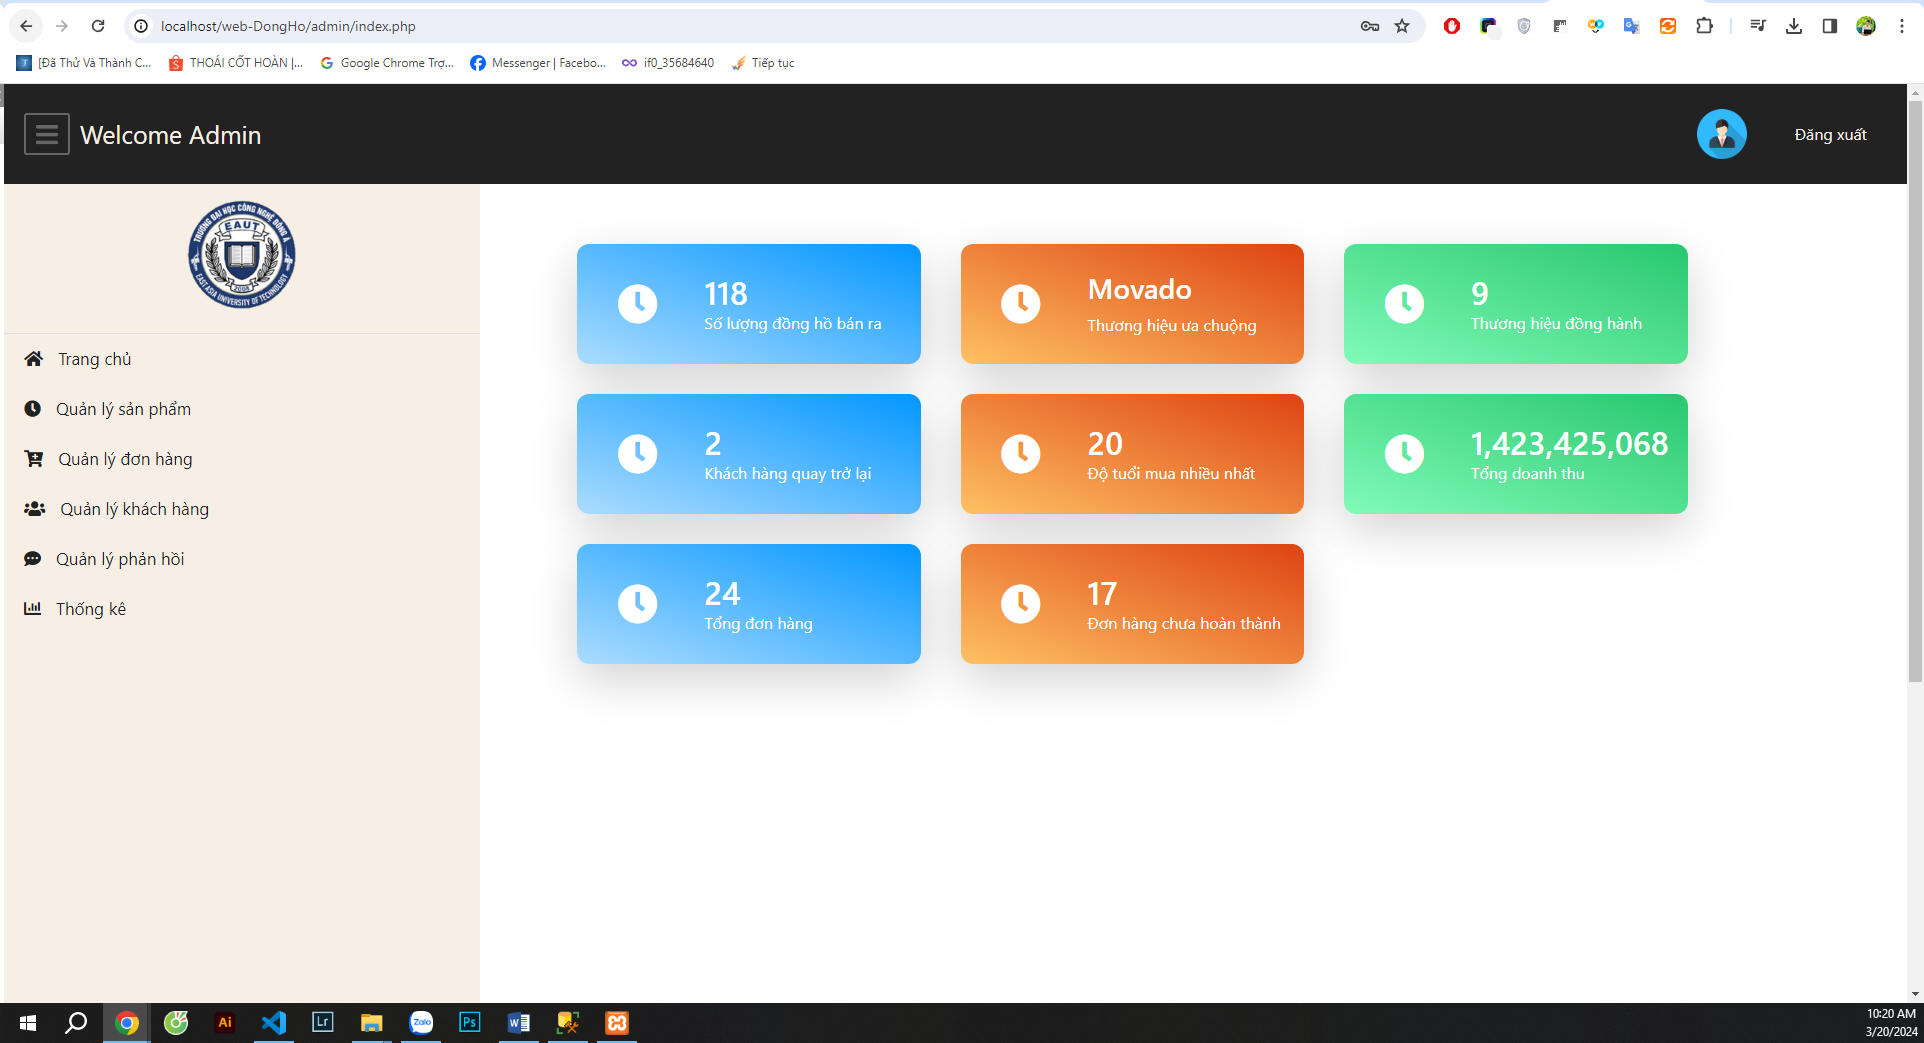 localhost/web-DongHo/admin/index.php
[Đã Thử Và Thành C...
THOÁI CỐT HOÀN |...
Google Chrome Trợ...
Messenger | Facebo...
if0_35684640
Tiếp tục
Welcome Admin
Đăng xuất
TRƯỜNG ĐẠI HỌC CÔNG NGHỆ ĐÔNG Á
EAUT
2008
EAST ASIA UNIVERSITY OF TECHNOLOGY
Trang chủ
Quản lý sản phẩm
Quản lý đơn hàng
Quản lý khách hàng
Quản lý phản hồi
Thống kê
118
Số lượng đồng hồ bán ra
Movado
Thương hiệu ưa chuộng
9
Thương hiệu đồng hành
2
Khách hàng quay trở lại
20
Độ tuổi mua nhiều nhất
1,423,425,068
Tổng doanh thu
24
Tổng đơn hàng
17
Đơn hàng chưa hoàn thành
Ai
Lr
Zalo
Ps
10:20 AM
3/20/2024